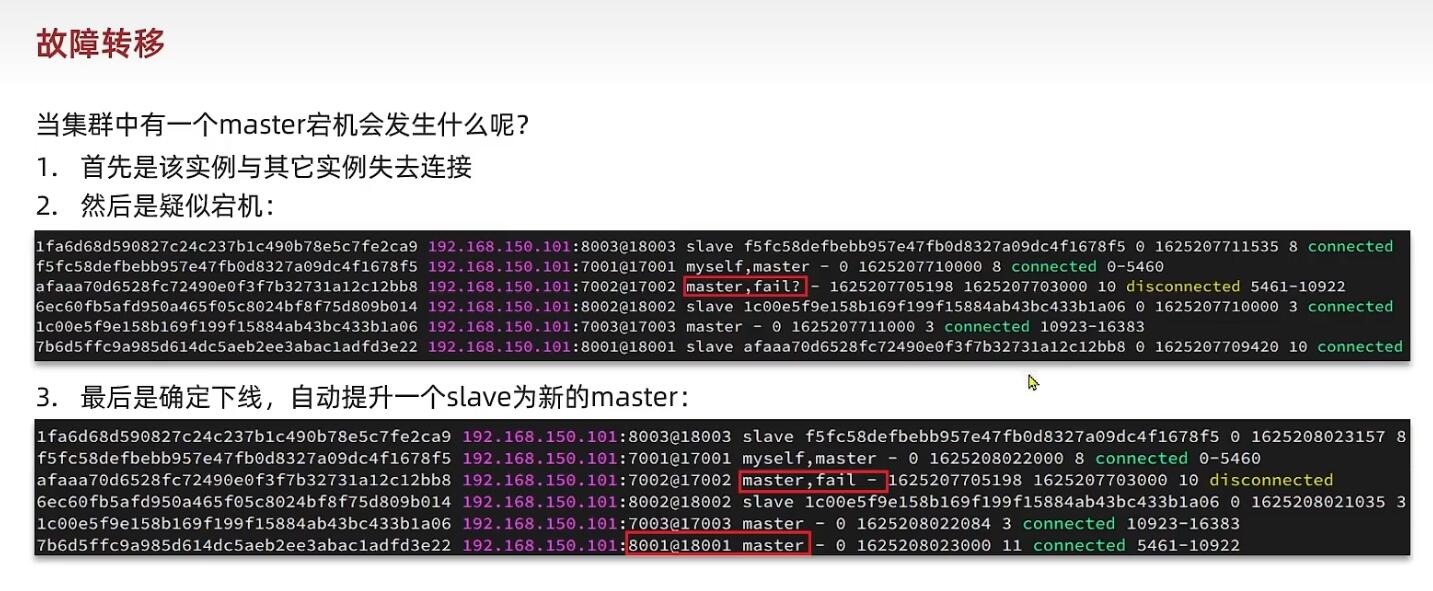 故障转移
当集群中有一个master宕机会发生什么呢？
1. 首先是该实例与其它实例失去连接
2. 然后是疑似宕机：
1fa6d68d590827c24c237b1c490b78e5c7fe2ca9 192.168.150.101:8003@18003 slave f5fc58defbebb957e47fb0d8327a09dc4f1678f5 0 1625207711535 8 connected
f5fc58defbebb957e47fb0d8327a09dc4f1678f5 192.168.150.101:7001@17001 myself,master - 0 1625207710000 8 connected 0-5460
afaaa70d6528fc72490e0f3f7b32731a12c12bb8 192.168.150.101:7002@17002 master,fail? - 1625207705198 1625207703000 10 disconnected 5461-10922
6ec60fb5afd950a465f05c8024bf8f75d809b014 192.168.150.101:8002@18002 slave 1c00e5f9e158b169f199f15884ab43bc433b1a06 0 1625207710000 3 connected
1c00e5f9e158b169f199f15884ab43bc433b1a06 192.168.150.101:7003@17003 master - 0 1625207711000 3 connected 10923-16383
7b6d5ffc9a985d614dc5aeb2ee3abac1adfd3e22 192.168.150.101:8001@18001 slave afaaa70d6528fc72490e0f3f7b32731a12c12bb8 0 1625207709420 10 connected
3. 最后是确定下线，自动提升一个slave为新的master：
1fa6d68d590827c24c237b1c490b78e5c7fe2ca9 192.168.150.101:8003@18003 slave f5fc58defbebb957e47fb0d8327a09dc4f1678f5 0 1625208023157 8
f5fc58defbebb957e47fb0d8327a09dc4f1678f5 192.168.150.101:7001@17001 myself,master - 0 1625208022000 8 connected 0-5460
afaaa70d6528fc72490e0f3f7b32731a12c12bb8 192.168.150.101:7002@17002 master,fail - 1625207705198 1625207703000 10 disconnected
6ec60fb5afd950a465f05c8024bf8f75d809b014 192.168.150.101:8002@18002 slave 1c00e5f9e158b169f199f15884ab43bc433b1a06 0 1625208021035 3
1c00e5f9e158b169f199f15884ab43bc433b1a06 192.168.150.101:7003@17003 master - 0 1625208022084 3 connected 10923-16383
7b6d5ffc9a985d614dc5aeb2ee3abac1adfd3e22 192.168.150.101:8001@18001 master - 0 1625208023000 11 connected 5461-10922